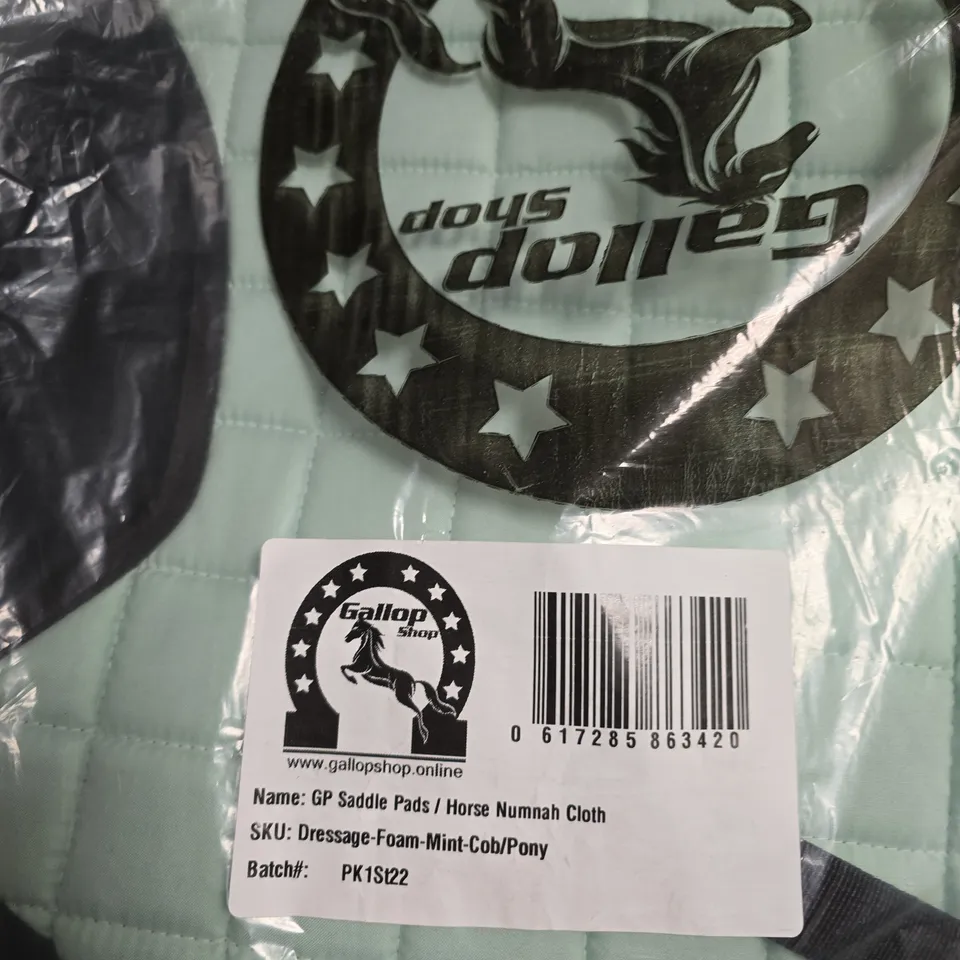 Gallop
Shop
Gallop
Shop
www.gallopshop.online
0 617285 863420
Name: GP Saddle Pads / Horse Numnah Cloth
SKU: Dressage-Foam-Mint-Cob/Pony
Batch#: PK1St22